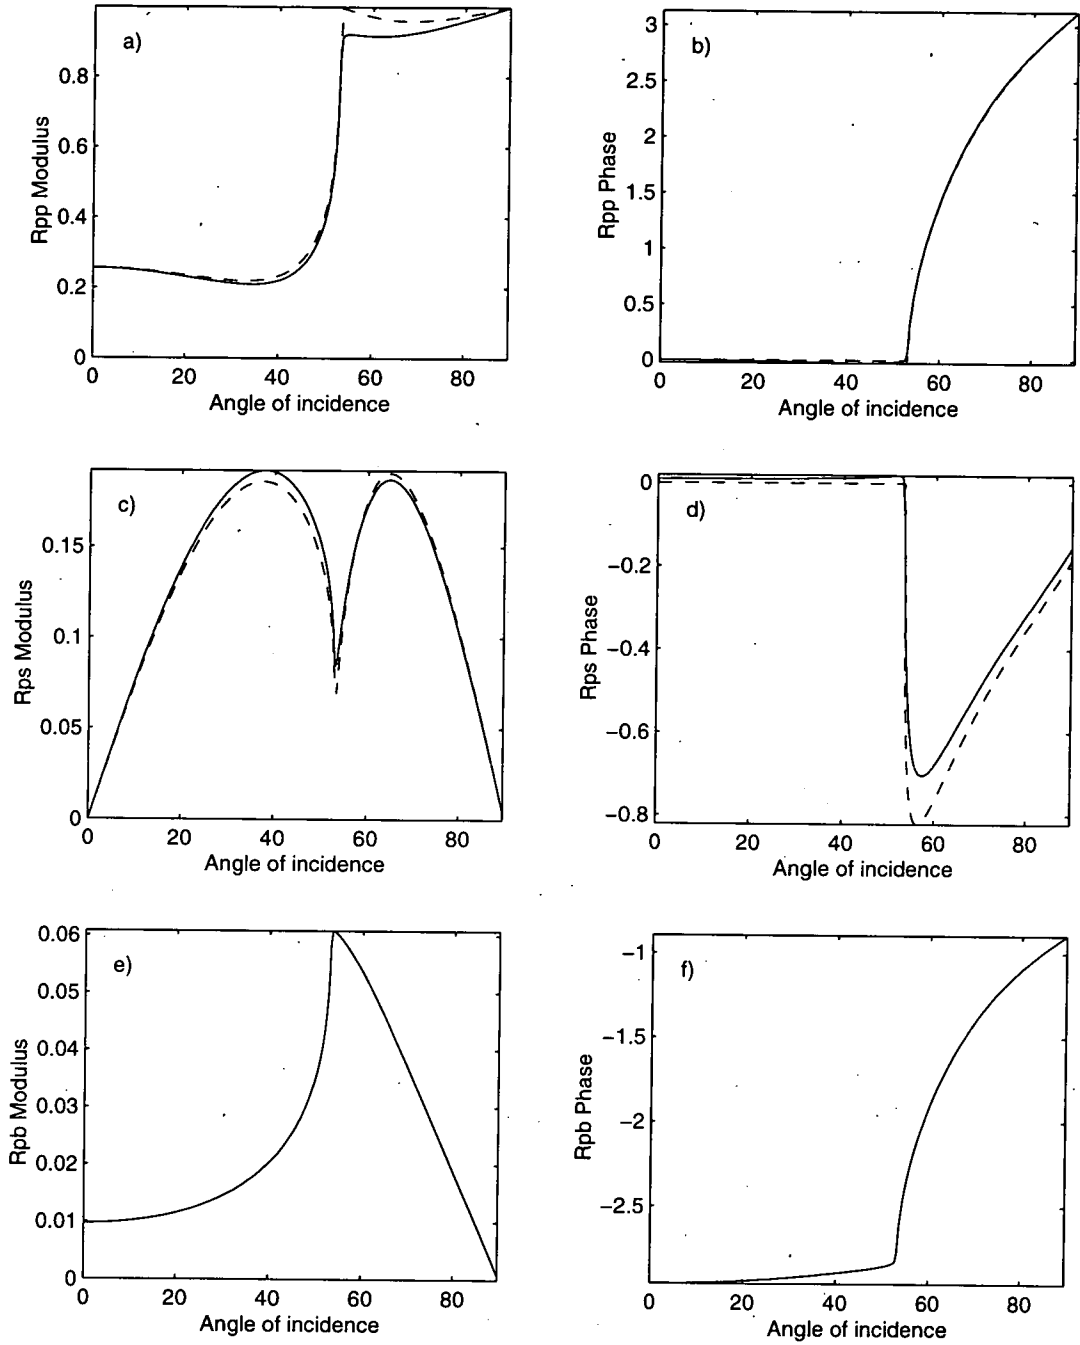 a)
0.8
0.6
0.4
0.2
0
0 20 40 60 80
Angle of incidence
Rpp Modulus
b)
3
2.5
2
1.5
1
0.5
0
0 20 40 60 80
Angle of incidence
Rpp Phase
c)
0.15
0.1
0.05
0
0 20 40 60 80
Angle of incidence
Rps Modulus
d)
0
−0.2
−0.4
−0.6
−0.8
0 20 40 60 80
Angle of incidence
Rps Phase
e)
0.06
0.05
0.04
0.03
0.02
0.01
0
0 20 40 60 80
Angle of incidence
Rpb Modulus
f)
−1
−1.5
−2
−2.5
0 20 40 60 80
Angle of incidence
Rpb Phase